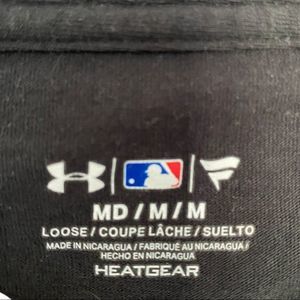 MD / M / M
LOOSE / COUPE LÂCHE / SUELTO
MADE IN NICARAGUA / FABRIQUÉ AU NICARAGUA /
HECHO EN NICARAGUA
HEATGEAR